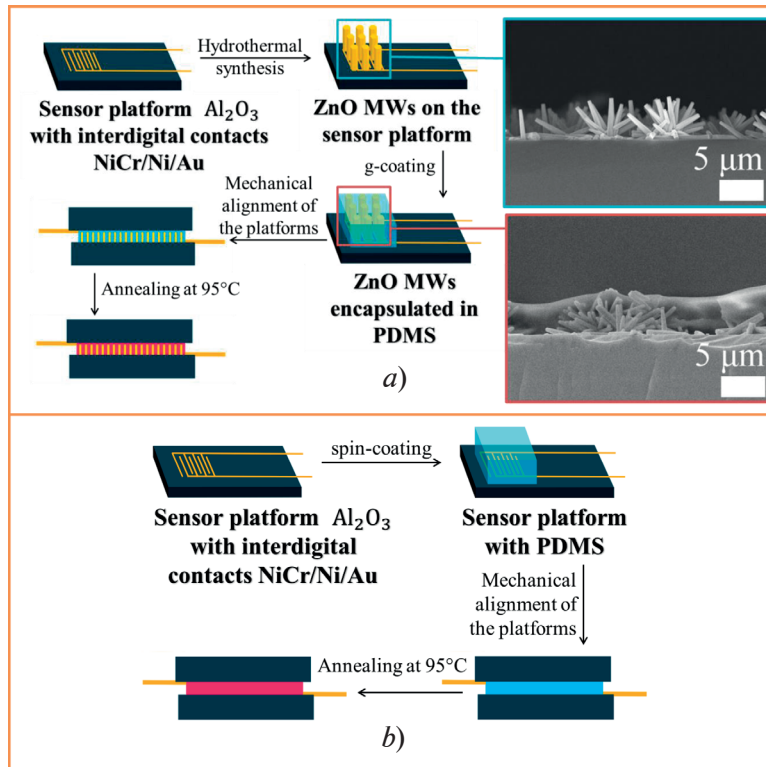 Hydrothermal
synthesis
Sensor platform Al₂O₃
with interdigital contacts
NiCr/Ni/Au
ZnO MWs on the
sensor platform
5 μm
g-coating
Mechanical
alignment of
the platforms
Annealing at 95°C
ZnO MWs
encapsulated in
PDMS
5 μm
a)
spin-coating
Sensor platform Al₂O₃
with interdigital
contacts NiCr/Ni/Au
Sensor platform
with PDMS
Mechanical
alignment of
the platforms
Annealing at 95°C
b)